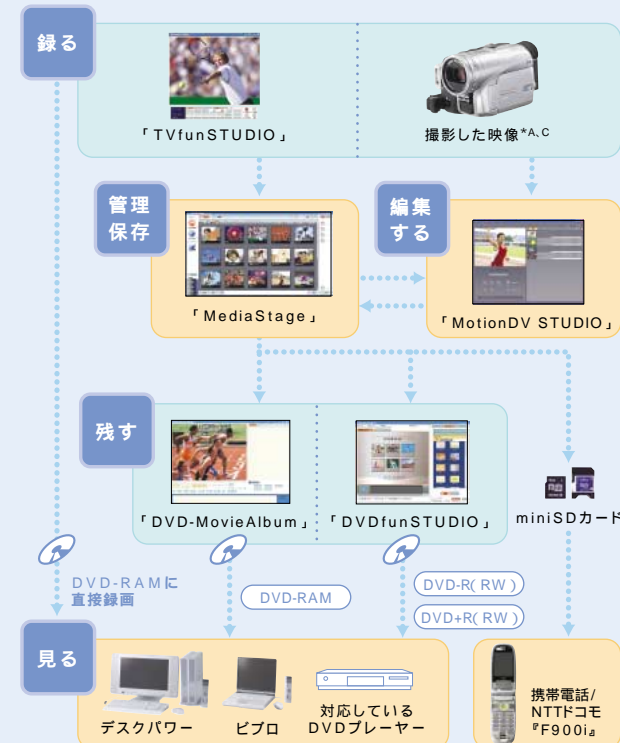 録る
「TVfunSTUDIO」
撮影した映像*A、C
管理
保存
編集
する
「MediaStage」
「MotionDV STUDIO」
残す
「DVD-MovieAlbum」
「DVDfunSTUDIO」
miniSDカード
DVD-RAMに
直接録画
DVD-RAM
DVD-R(RW)
DVD+R(RW)
見る
デスクパワー
ビブロ
対応している
DVDプレーヤー
携帯電話/
NTTドコモ
『F900i』